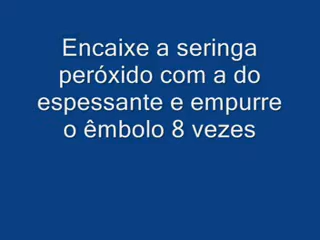 Encaixe a seringa
peróxido com a do
espessante e empurre
o êmbolo 8 vezes